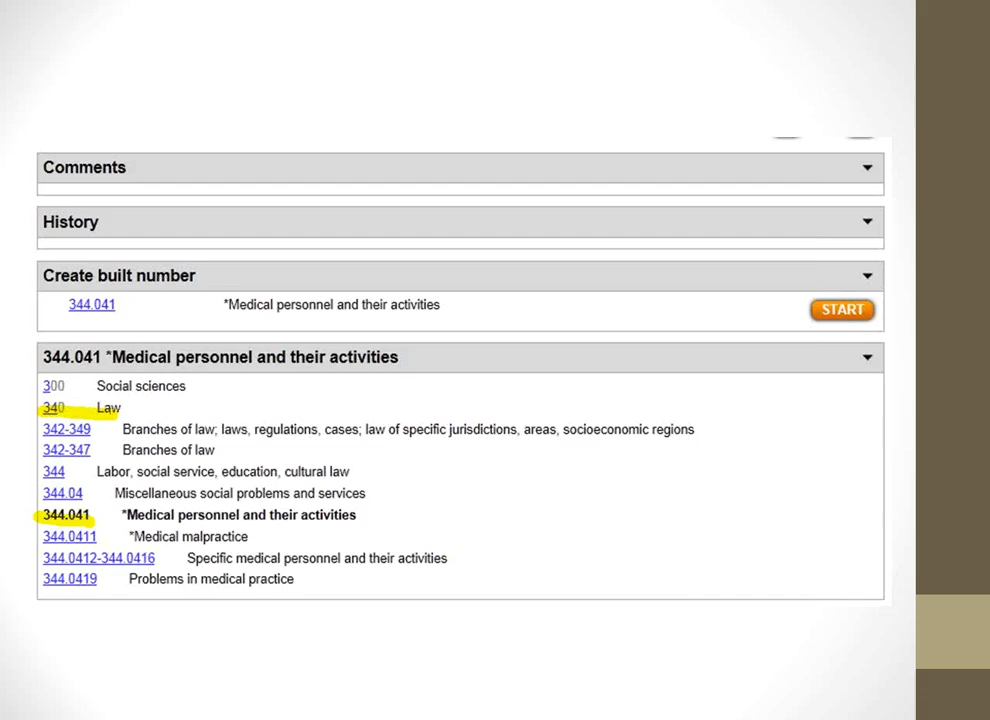 Comments
History
Create built number
344.041 *Medical personnel and their activities
START
344.041 *Medical personnel and their activities
300 Social sciences
340 Law
342-349 Branches of law; laws, regulations, cases; law of specific jurisdictions, areas, socioeconomic regions
342-347 Branches of law
344 Labor, social service, education, cultural law
344.04 Miscellaneous social problems and services
344.041 *Medical personnel and their activities
344.0411 *Medical malpractice
344.0412-344.0416 Specific medical personnel and their activities
344.0419 Problems in medical practice